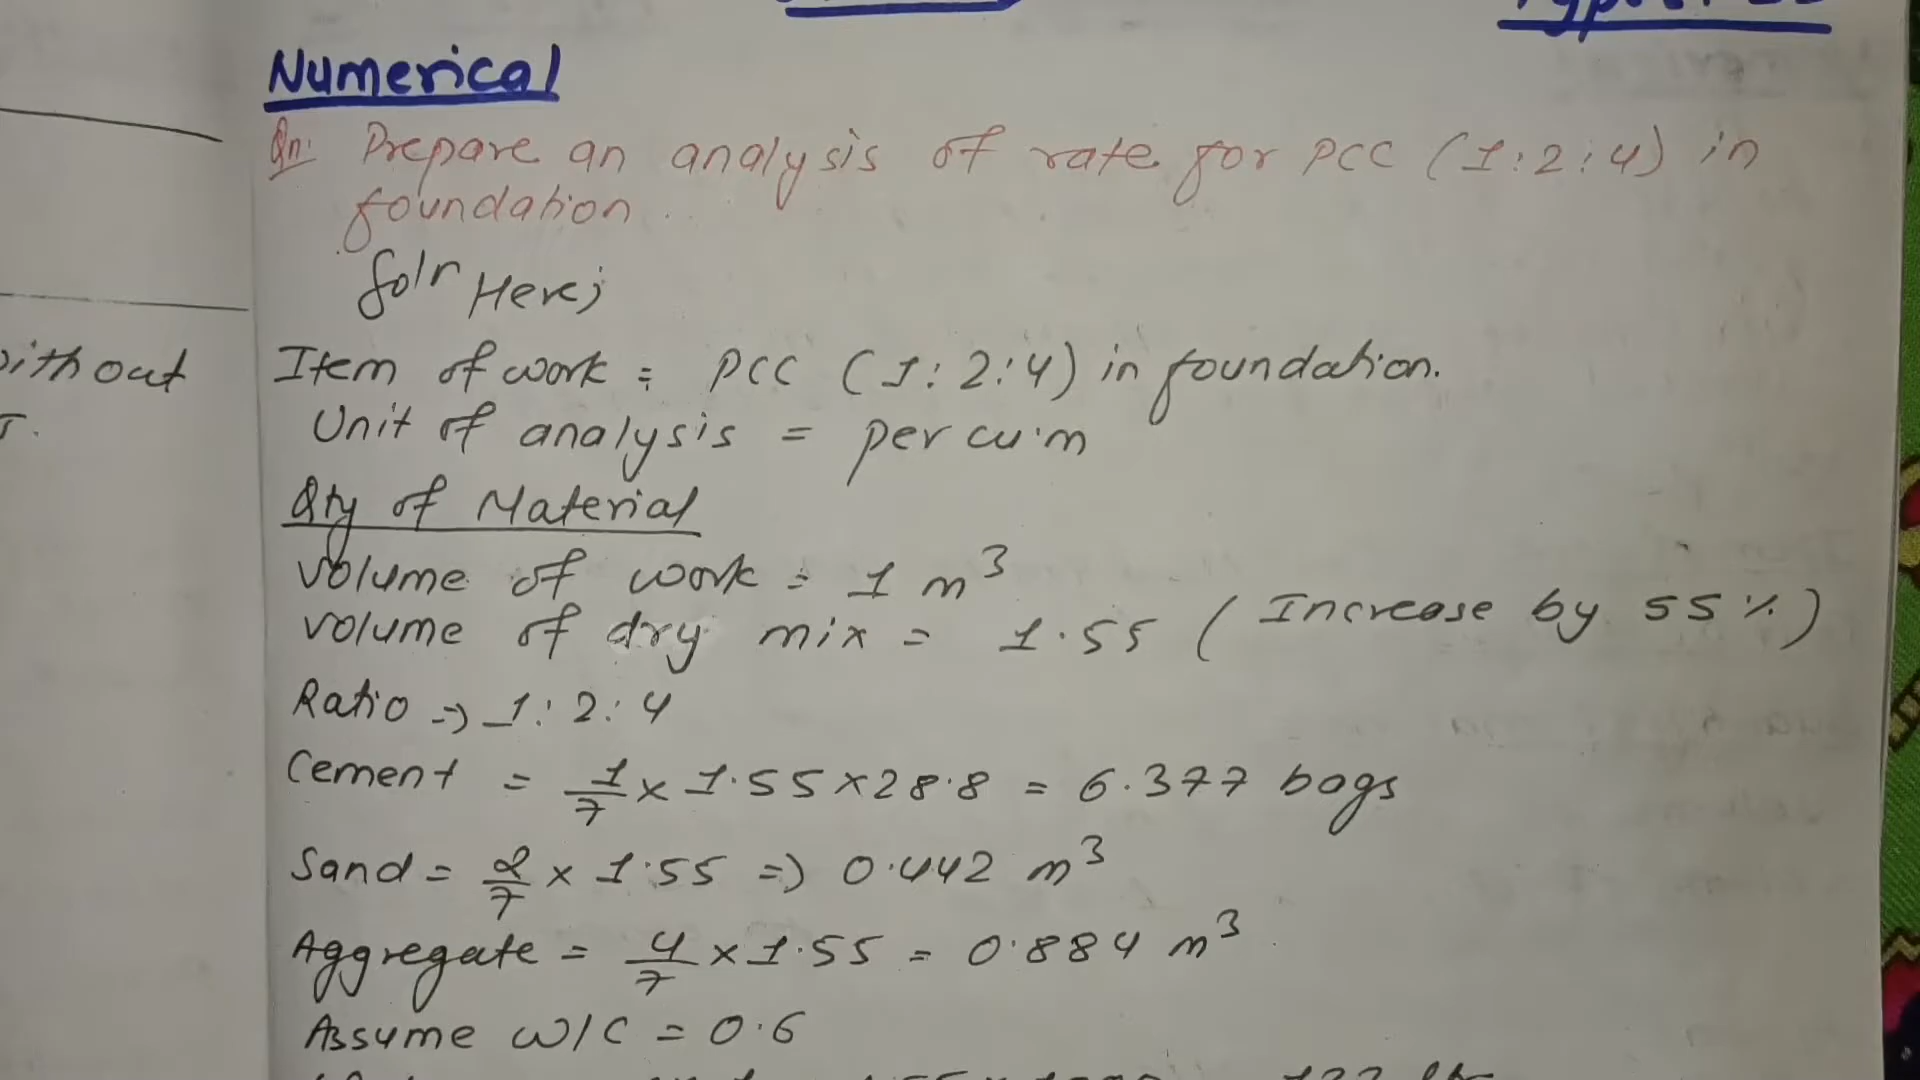 Numerical
Qn: Prepare an analysis of rate for PCC (1:2:4) in
foundation.
Soln Here;
ithout
Item of work = PCC (1:2:4) in foundation.
Unit of analysis = per cu.m
Qty of Material
Volume of work = 1 m³
Volume of dry mix = 1.55 (Increase by 55%)
Ratio => 1:2:4
Cement = 1/7 x 1.55 x 28.8 = 6.377 bags
Sand = 2/7 x 1.55 => 0.442 m³
Aggregate = 4/7 x 1.55 = 0.884 m³
Assume W/C = 0.6